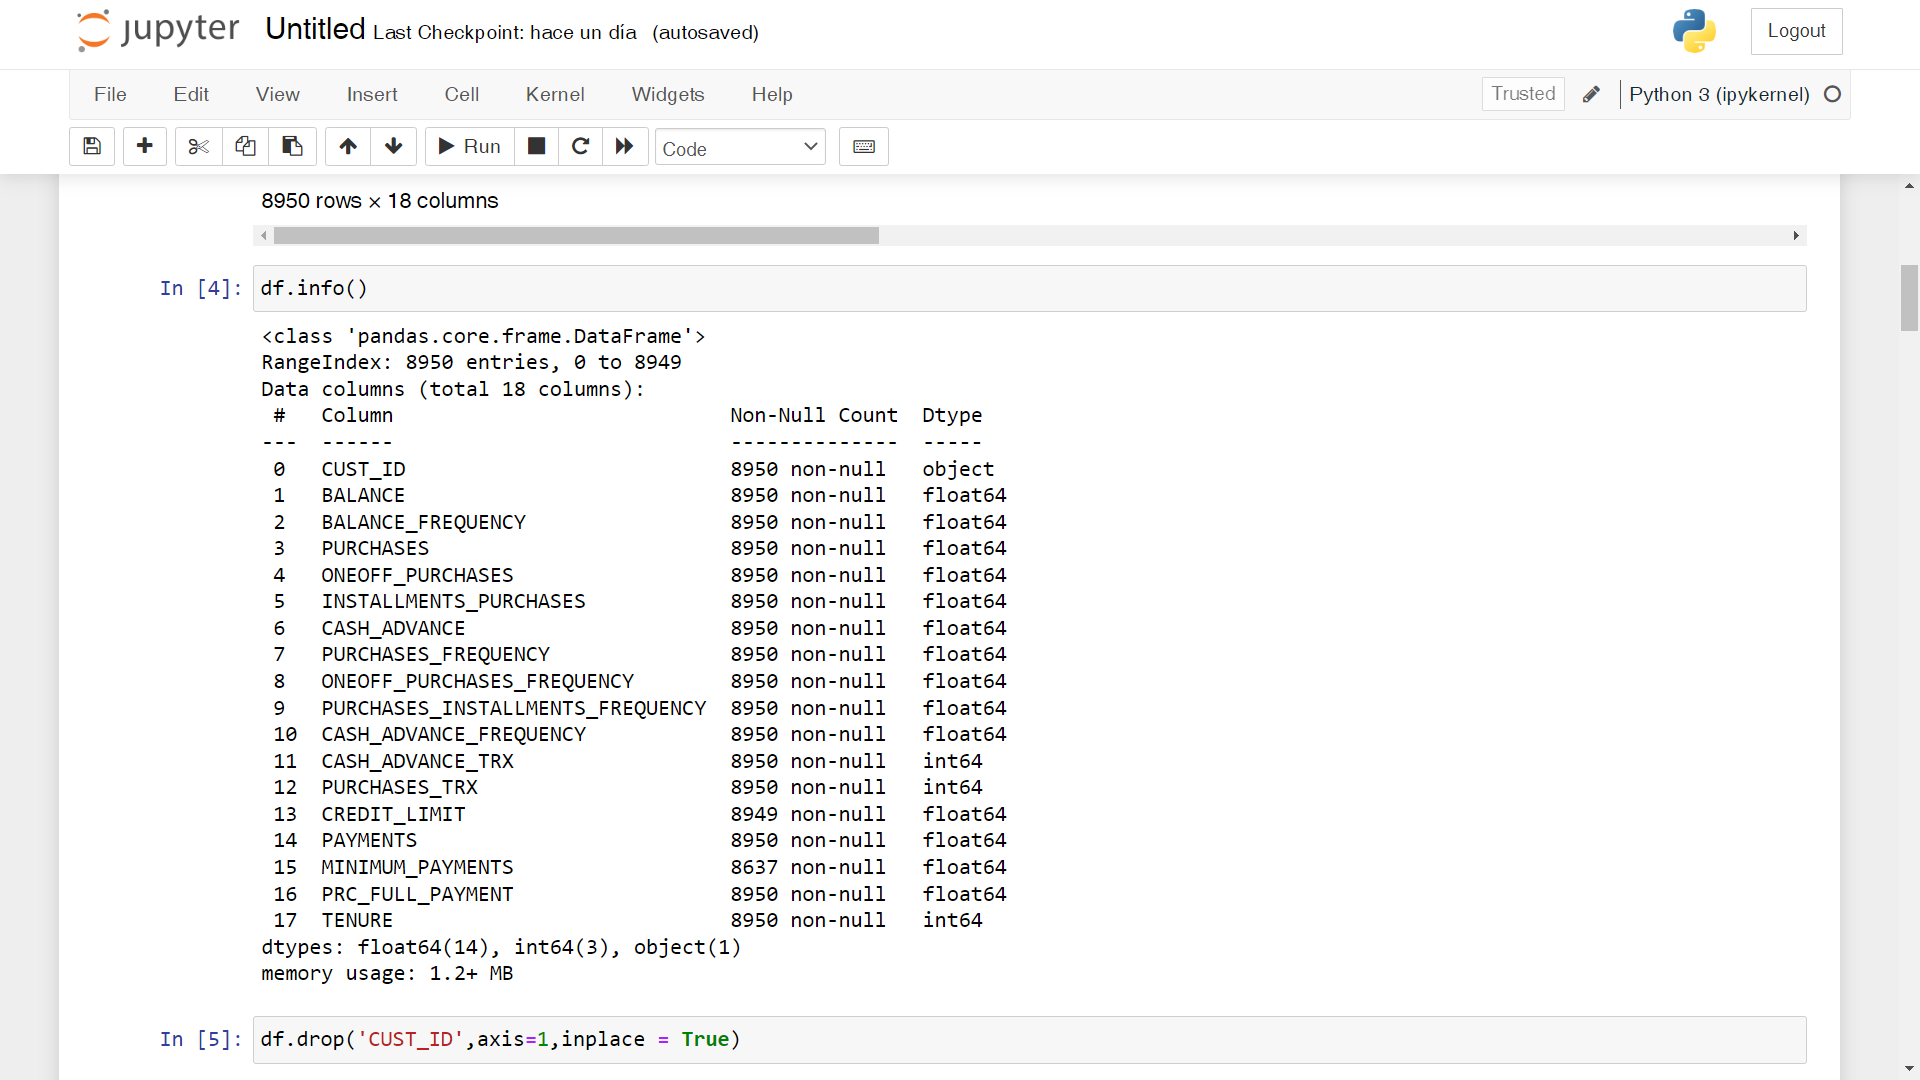 jupyter Untitled Last Checkpoint: hace un día (autosaved) Logout
File Edit View Insert Cell Kernel Widgets Help Trusted Python 3 (ipykernel)
Run Code
8950 rows × 18 columns
In [4]: df.info()
<class 'pandas.core.frame.DataFrame'>
RangeIndex: 8950 entries, 0 to 8949
Data columns (total 18 columns):
 #   Column                            Non-Null Count  Dtype
---  ------                            --------------  -----
 0   CUST_ID                           8950 non-null   object
 1   BALANCE                           8950 non-null   float64
 2   BALANCE_FREQUENCY                 8950 non-null   float64
 3   PURCHASES                         8950 non-null   float64
 4   ONEOFF_PURCHASES                  8950 non-null   float64
 5   INSTALLMENTS_PURCHASES            8950 non-null   float64
 6   CASH_ADVANCE                      8950 non-null   float64
 7   PURCHASES_FREQUENCY               8950 non-null   float64
 8   ONEOFF_PURCHASES_FREQUENCY        8950 non-null   float64
 9   PURCHASES_INSTALLMENTS_FREQUENCY  8950 non-null   float64
 10  CASH_ADVANCE_FREQUENCY            8950 non-null   float64
 11  CASH_ADVANCE_TRX                  8950 non-null   int64
 12  PURCHASES_TRX                     8950 non-null   int64
 13  CREDIT_LIMIT                      8949 non-null   float64
 14  PAYMENTS                          8950 non-null   float64
 15  MINIMUM_PAYMENTS                  8637 non-null   float64
 16  PRC_FULL_PAYMENT                  8950 non-null   float64
 17  TENURE                            8950 non-null   int64
dtypes: float64(14), int64(3), object(1)
memory usage: 1.2+ MB
In [5]: df.drop('CUST_ID',axis=1,inplace = True)